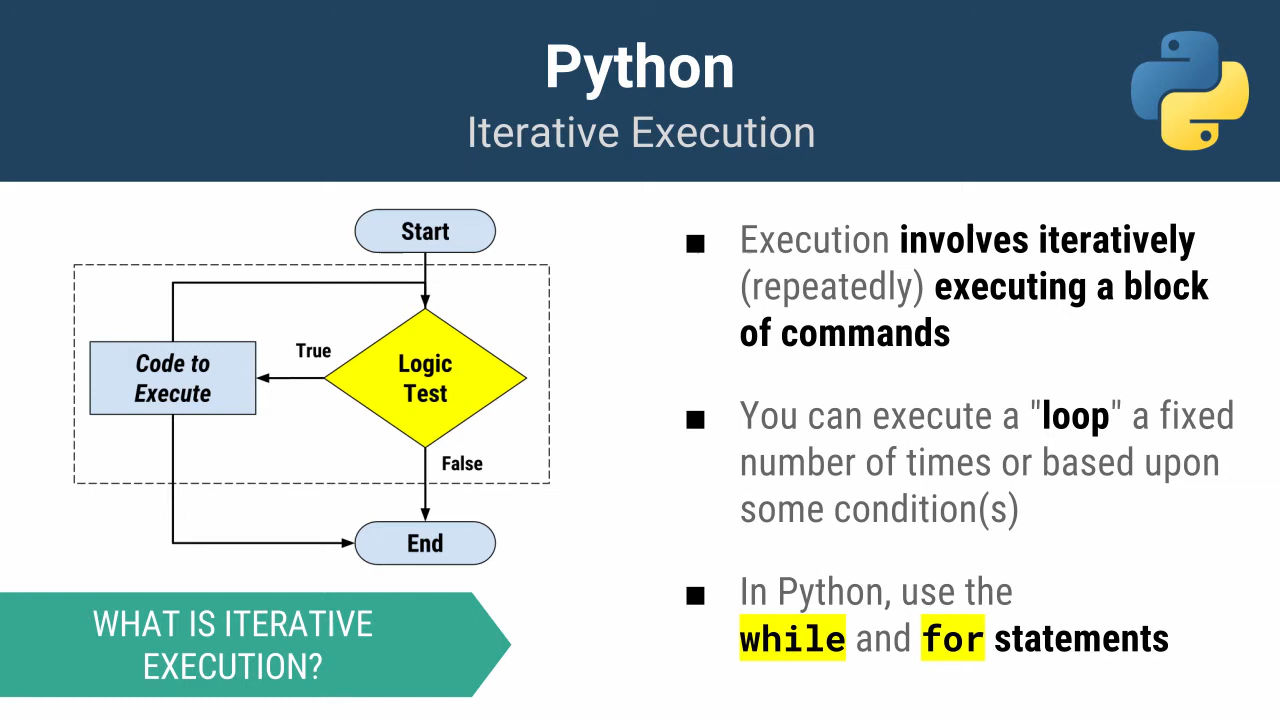 Python
Iterative Execution
Start
True
Logic
Test
Code to
Execute
False
End
WHAT IS ITERATIVE
EXECUTION?
■ Execution involves iteratively
(repeatedly) executing a block
of commands
■ You can execute a "loop" a fixed
number of times or based upon
some condition(s)
■ In Python, use the
while and for statements